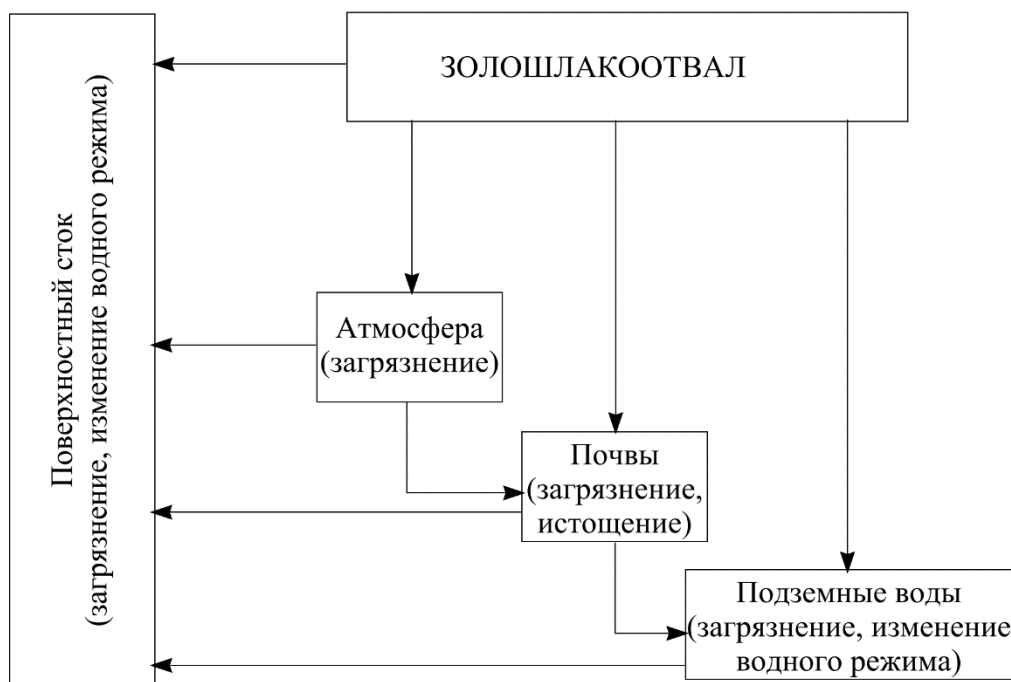 ЗОЛОШЛАКООТВАЛ
Поверхностный сток
(загрязнение, изменение водного режима)
Атмосфера
(загрязнение)
Почвы
(загрязнение,
истощение)
Подземные воды
(загрязнение, изменение
водного режима)